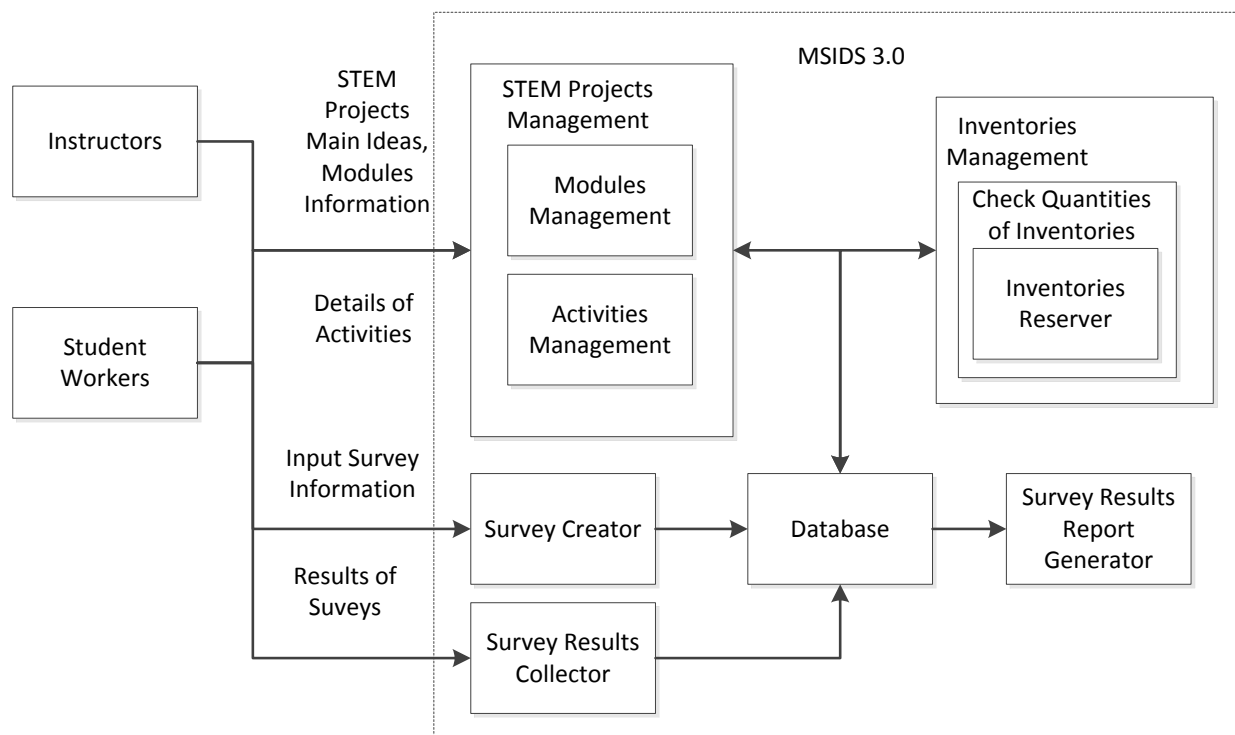 MSIDS 3.0
Instructors
Student
Workers
STEM
Projects
Main Ideas,
Modules
Information
Details of
Activities
Input Survey
Information
Results of
Suveys
STEM Projects
Management
Modules
Management
Activities
Management
Inventories
Management
Check Quantities
of Inventories
Inventories
Reserver
Survey Creator
Database
Survey Results
Report
Generator
Survey Results
Collector